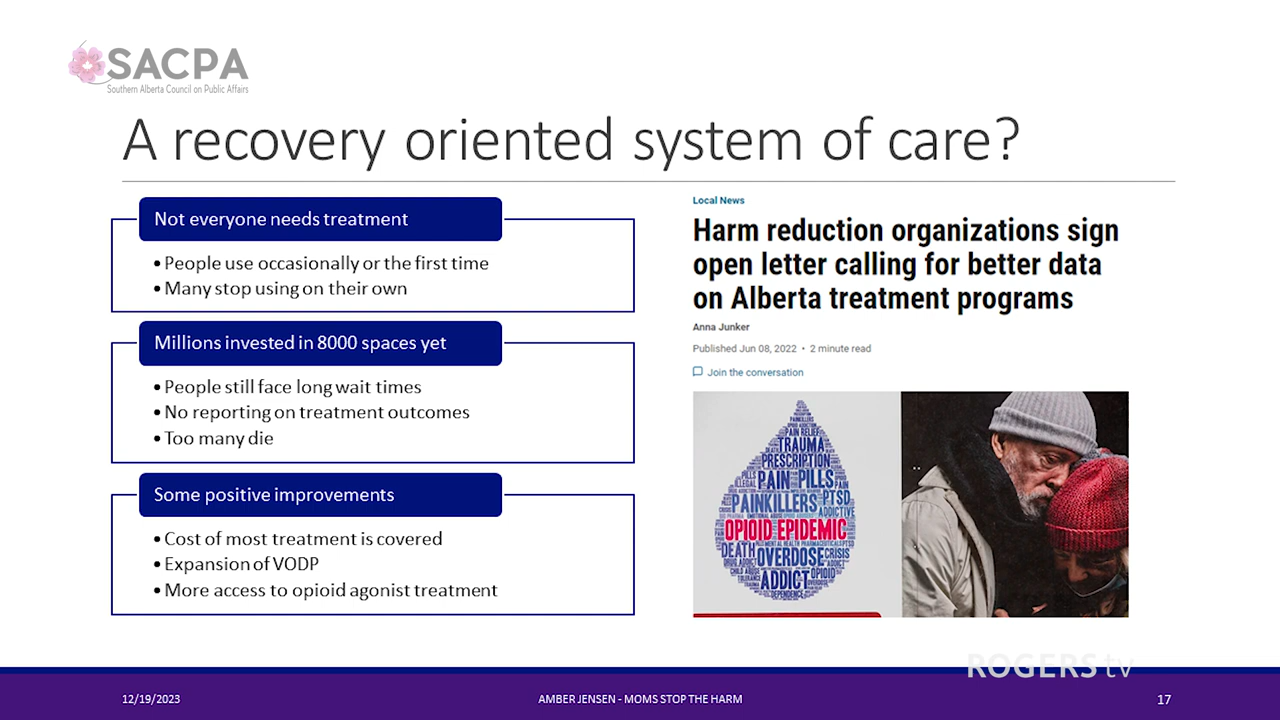 SACPA
Southern Alberta Council on Public Affairs
A recovery oriented system of care?
Not everyone needs treatment
• People use occasionally or the first time
• Many stop using on their own
Millions invested in 8000 spaces yet
• People still face long wait times
• No reporting on treatment outcomes
• Too many die
Some positive improvements
• Cost of most treatment is covered
• Expansion of VODP
• More access to opioid agonist treatment
Local News
Harm reduction organizations sign
open letter calling for better data
on Alberta treatment programs
Anna Junker
Published Jun 08, 2022 • 2 minute read
Join the conversation
PAIN RELIEF
TRAUMA
PRESCRIPTION
PAIN PILLS
PAINKILLERS PTSD
ADDICTIVE
OPIOID EPIDEMIC
DEATH OVERDOSE CRISIS
ADDICT OPIOID
DEPENDENCE
ROGERS tv
12/19/2023
AMBER JENSEN - MOMS STOP THE HARM
17